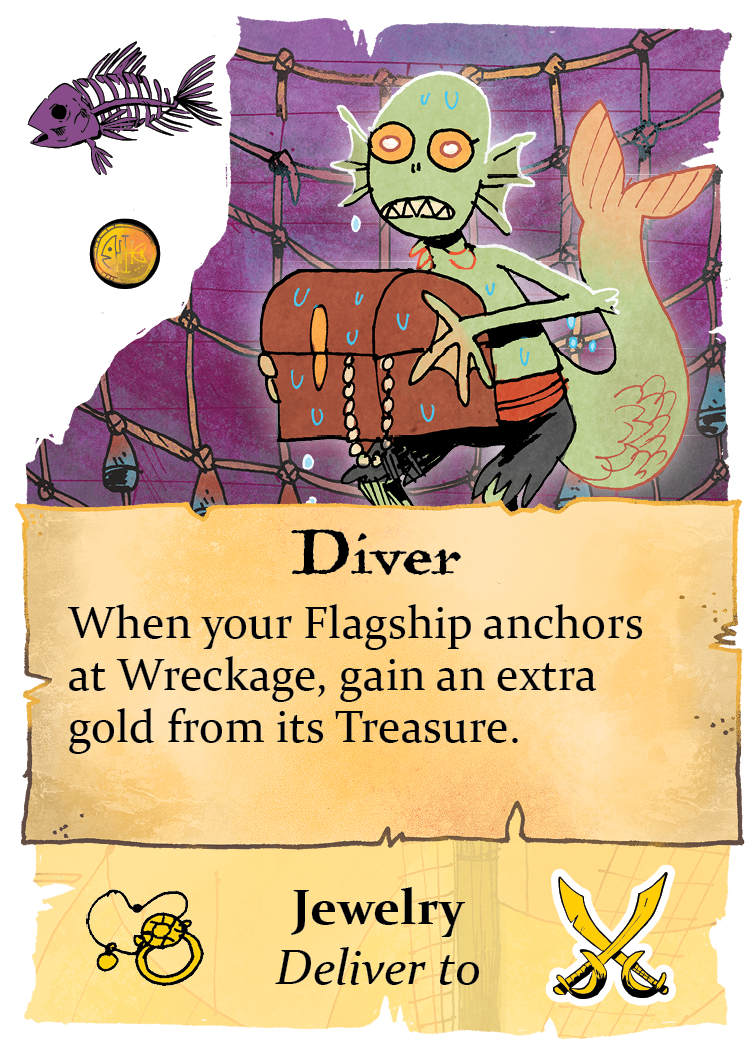 Diver
When your Flagship anchors
at Wreckage, gain an extra
gold from its Treasure.
Jewelry
Deliver to